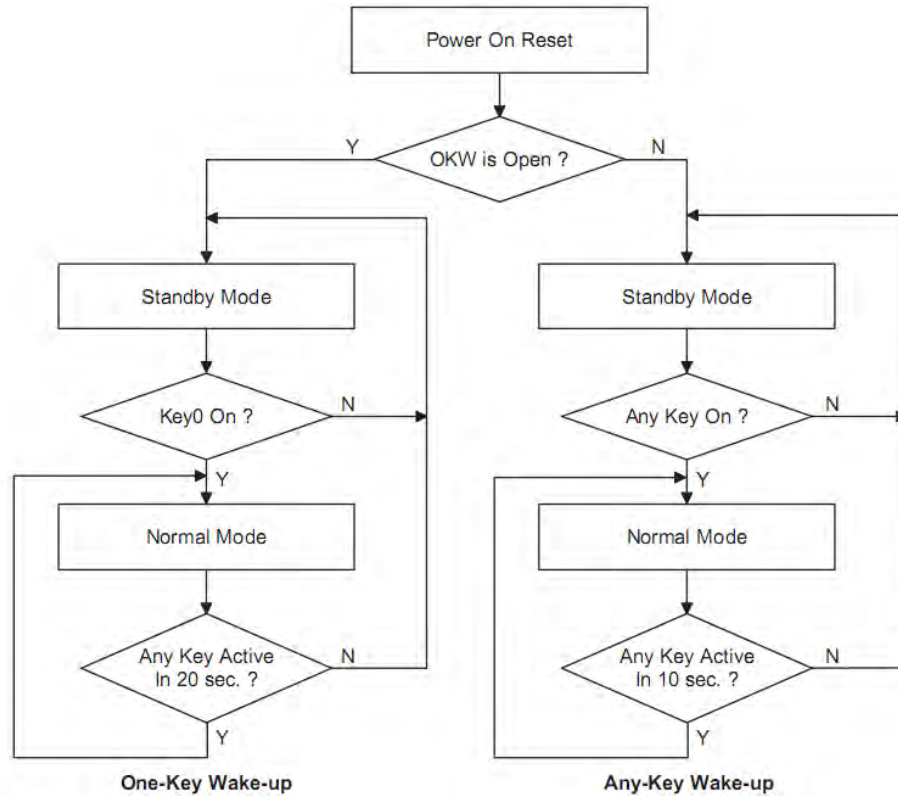 Power On Reset
OKW is Open ?
Y
N
Standby Mode
Standby Mode
Key0 On ?
N
Any Key On ?
N
Y
Y
Normal Mode
Normal Mode
Any Key Active
In 20 sec. ?
N
Any Key Active
In 10 sec. ?
N
Y
Y
One-Key Wake-up
Any-Key Wake-up